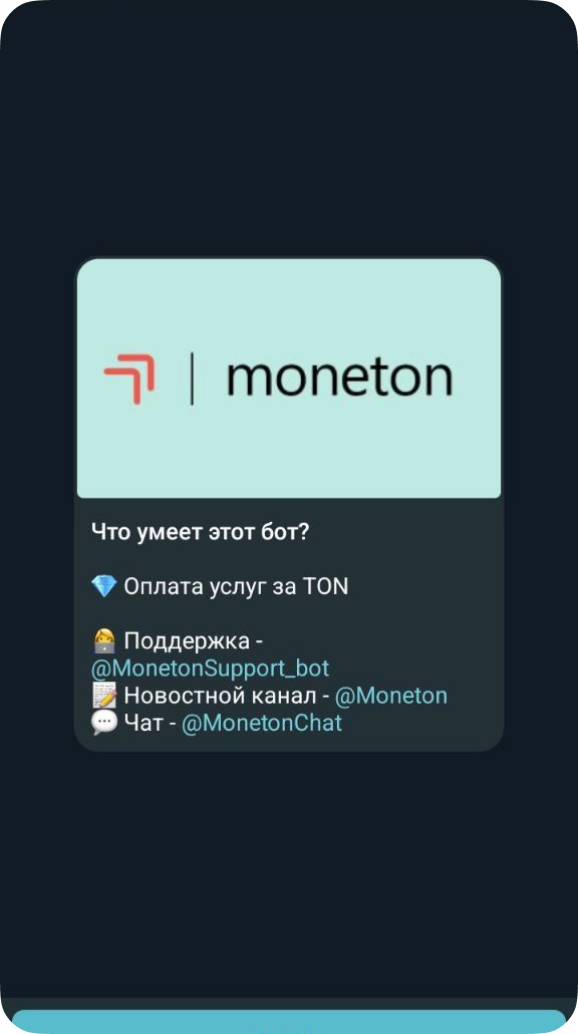 moneton
Что умеет этот бот?
💎 Оплата услуг за TON
🙋‍💻 Поддержка -
@MonetonSupport_bot
📝 Новостной канал - @Moneton
💬 Чат - @MonetonChat